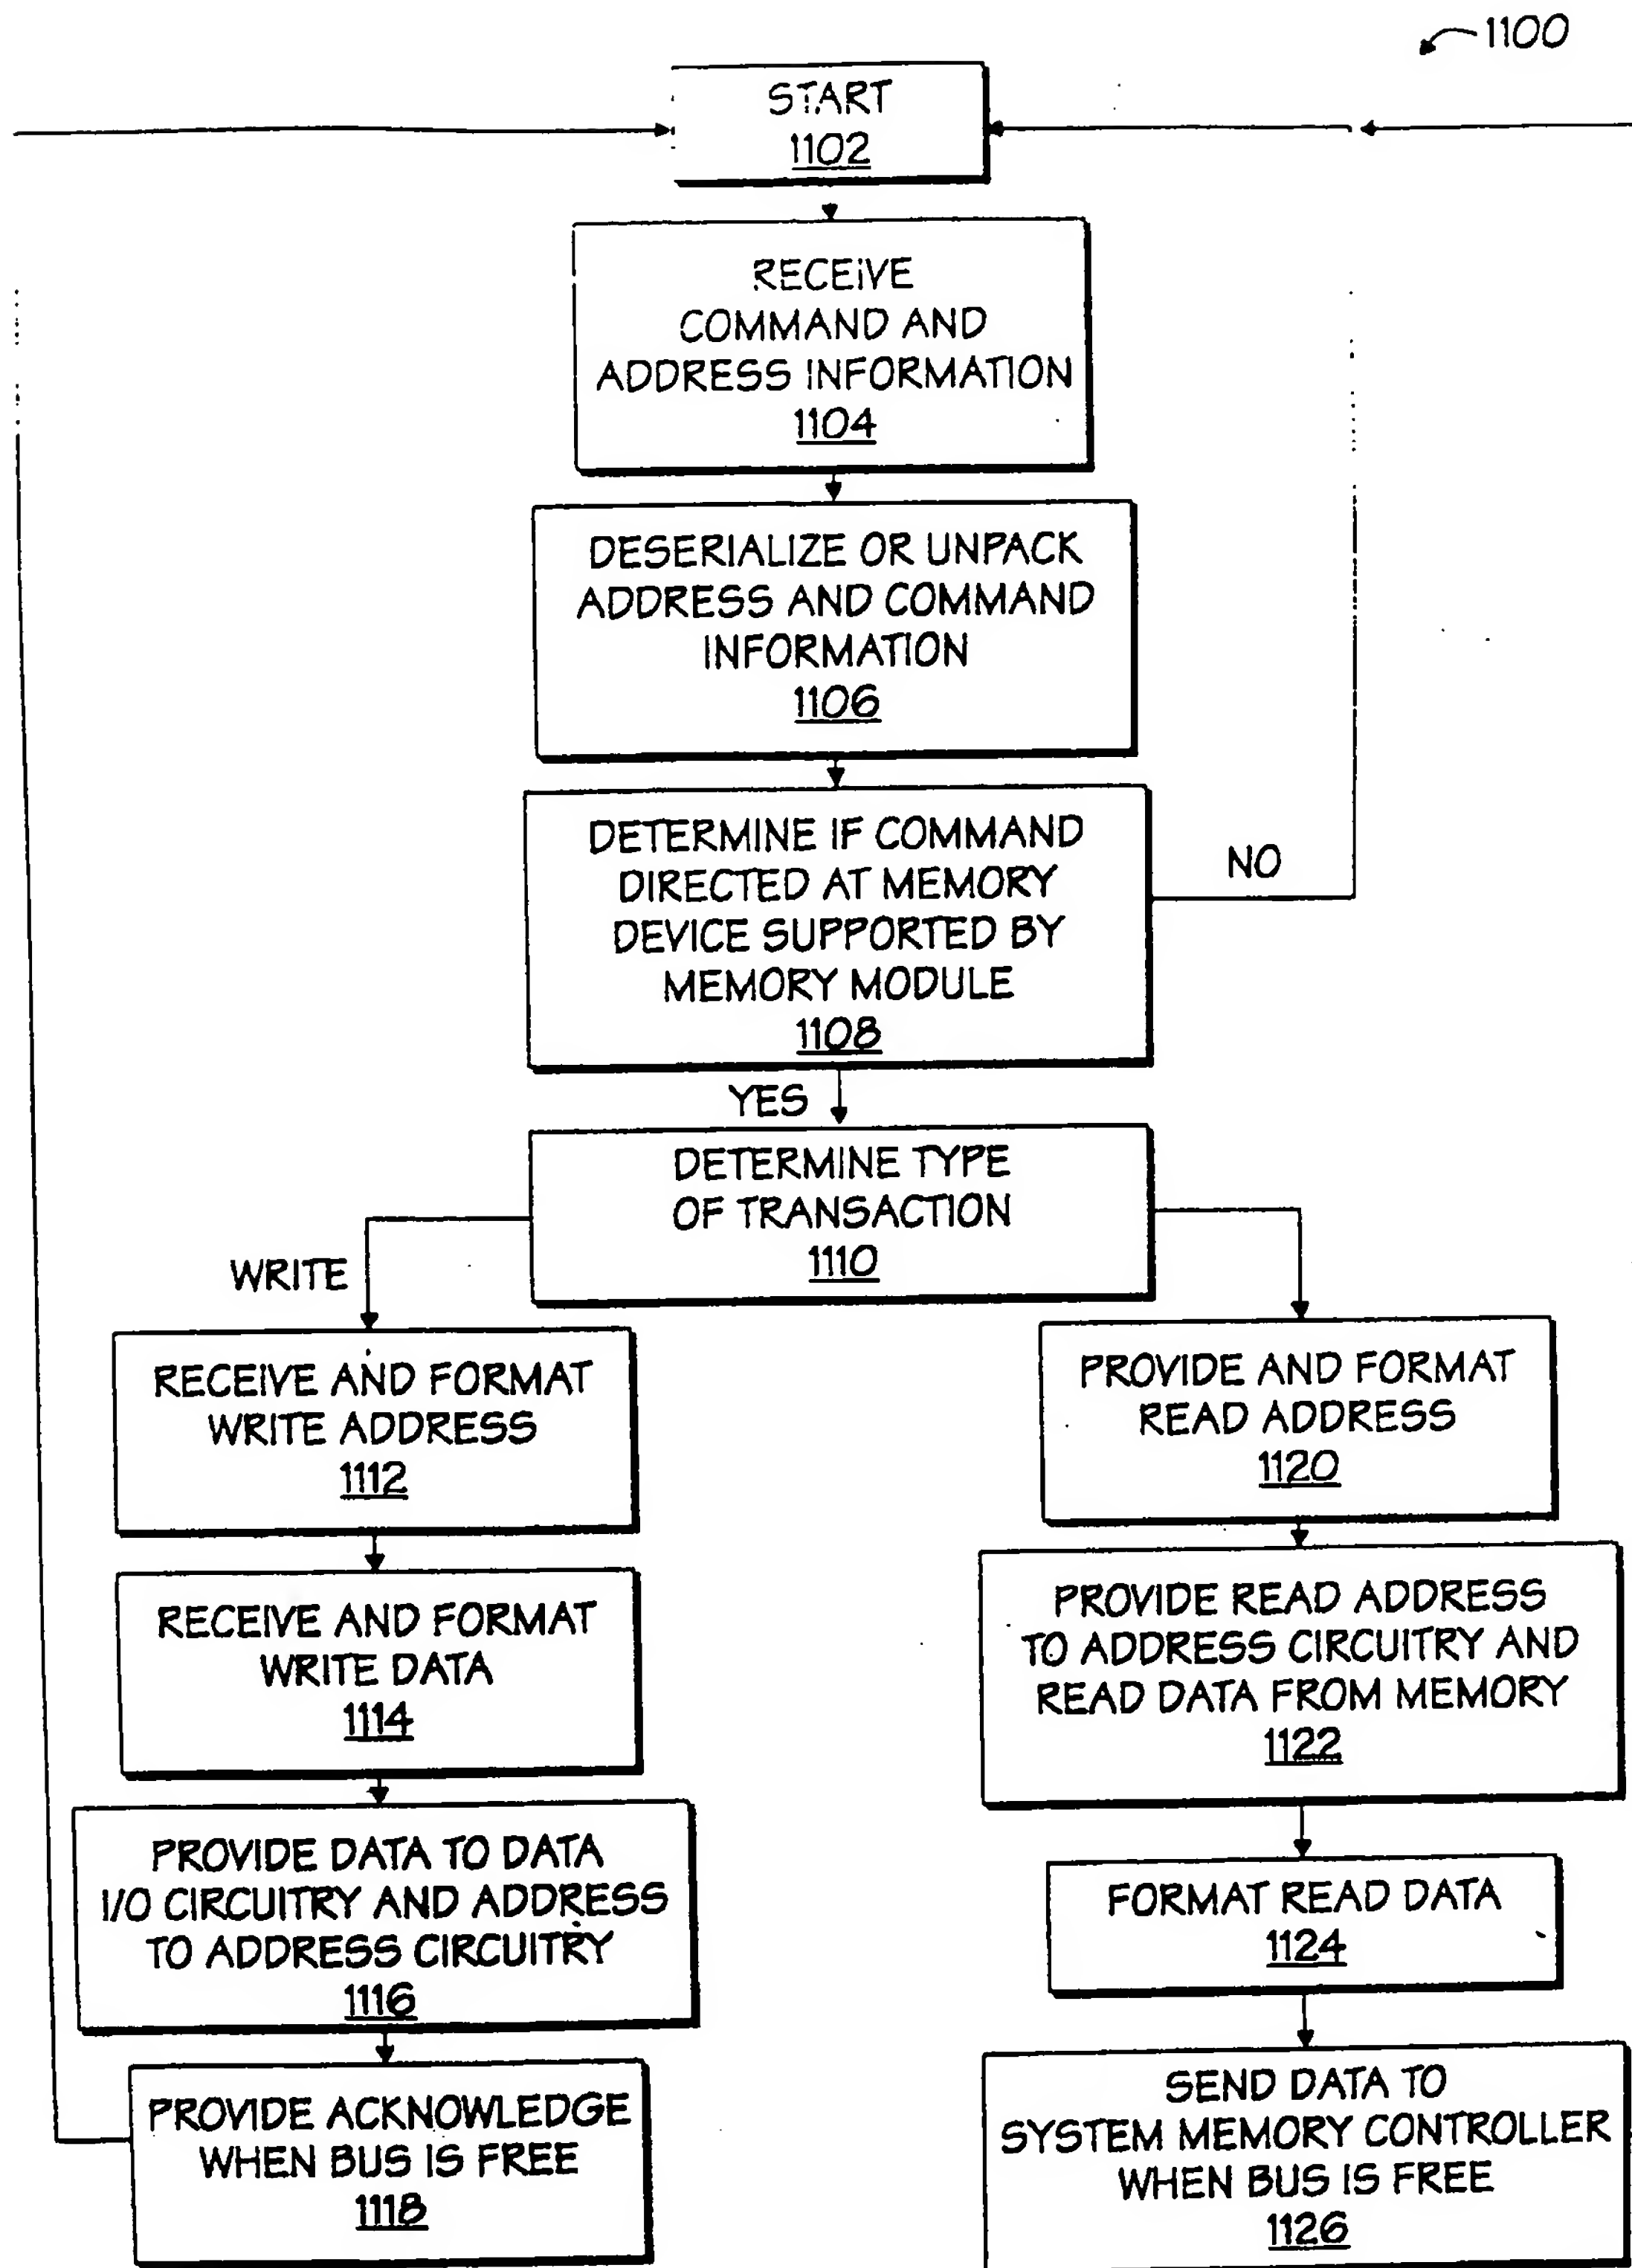 1100
START
1102
RECEIVE
COMMAND AND
ADDRESS INFORMATION
1104
DESERIALIZE OR UNPACK
ADDRESS AND COMMAND
INFORMATION
1106
DETERMINE IF COMMAND
DIRECTED AT MEMORY
DEVICE SUPPORTED BY
MEMORY MODULE
1108
NO
YES
DETERMINE TYPE
OF TRANSACTION
1110
WRITE
RECEIVE AND FORMAT
WRITE ADDRESS
1112
RECEIVE AND FORMAT
WRITE DATA
1114
PROVIDE DATA TO DATA
I/O CIRCUITRY AND ADDRESS
TO ADDRESS CIRCUITRY
1116
PROVIDE ACKNOWLEDGE
WHEN BUS IS FREE
1118
PROVIDE AND FORMAT
READ ADDRESS
1120
PROVIDE READ ADDRESS
TO ADDRESS CIRCUITRY AND
READ DATA FROM MEMORY
1122
FORMAT READ DATA
1124
SEND DATA TO
SYSTEM MEMORY CONTROLLER
WHEN BUS IS FREE
1126